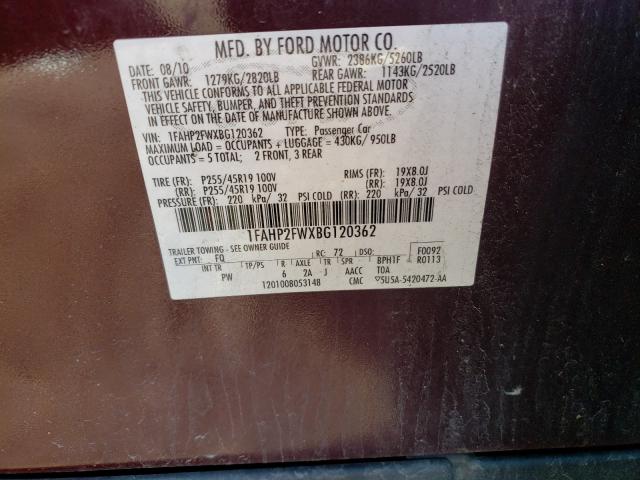 MFD. BY FORD MOTOR CO.
DATE: 08/10 GVWR: 2386KG/5260LB
FRONT GAWR: 1279KG/2820LB REAR GAWR: 1143KG/2520LB
THIS VEHICLE CONFORMS TO ALL APPLICABLE FEDERAL MOTOR
VEHICLE SAFETY, BUMPER, AND THEFT PREVENTION STANDARDS
IN EFFECT ON THE DATE OF MANUFACTURE SHOWN ABOVE.
VIN: 1FAHP2FWXBG120362 TYPE: Passenger Car
MAXIMUM LOAD = OCCUPANTS + LUGGAGE = 430KG/ 950LB
OCCUPANTS = 5 TOTAL; 2 FRONT, 3 REAR
TIRE (FR): P255/45R19 100V RIMS (FR): 19X8.0J
(RR): P255/45R19 100V (RR): 19X8.0J
PRESSURE (FR): 220 kPa/ 32 PSI COLD (RR): 220 kPa/ 32 PSI COLD
1FAHP2FWXBG120362
TRAILER TOWING - SEE OWNER GUIDE F0092
EXT PNT: FQ RC: 72 DSO: R0113
INT TR TP/PS R AXLE TR SPR BPH1F
PW 6 2A J AACC TOA
1201008053148 CMC 5U5A-5420472-AA